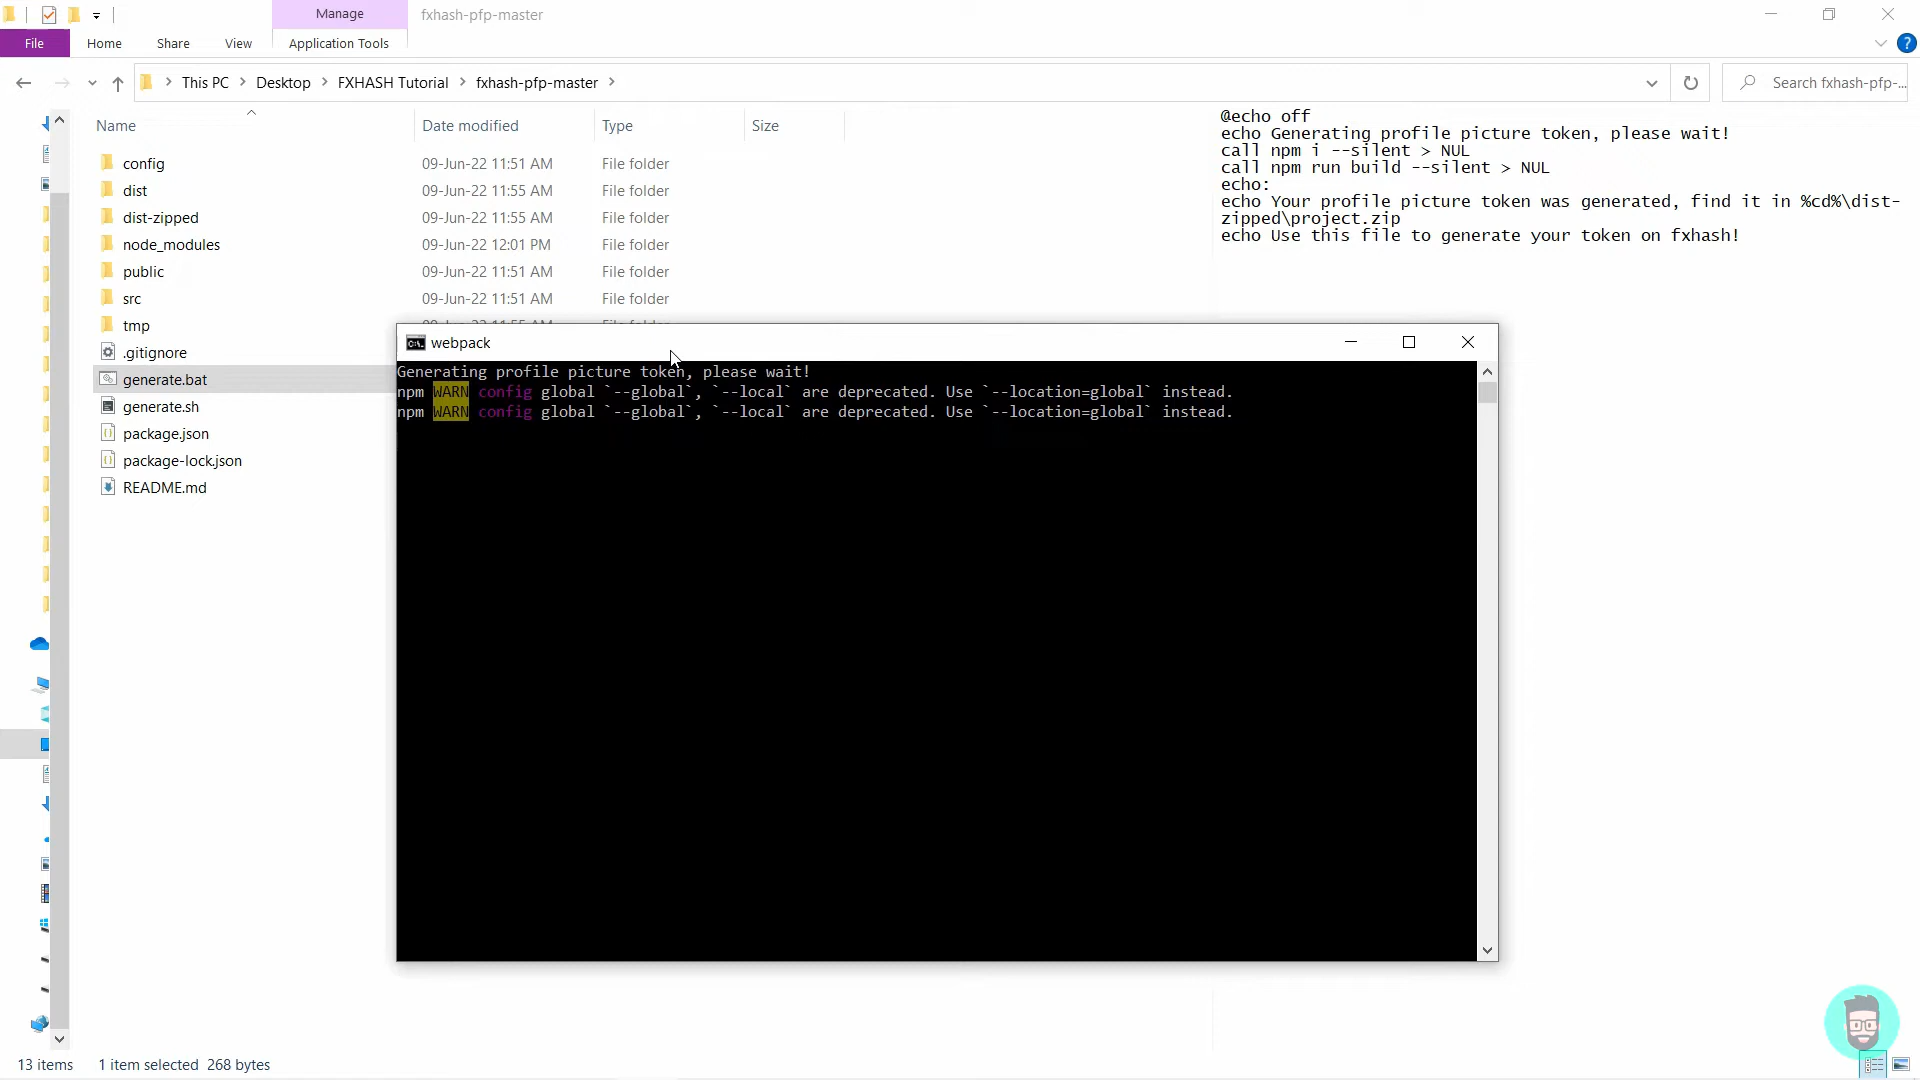 Manage
fxhash-pfp-master
File
Home
Share
View
Application Tools
This PC
Desktop
FXHASH Tutorial
fxhash-pfp-master
Search fxhash-pfp-...
Name
Date modified
Type
Size
config 09-Jun-22 11:51 AM File folder
dist 09-Jun-22 11:55 AM File folder
dist-zipped 09-Jun-22 11:55 AM File folder
node_modules 09-Jun-22 12:01 PM File folder
public 09-Jun-22 11:51 AM File folder
src 09-Jun-22 11:51 AM File folder
tmp 09-Jun-22 11:55 AM File folder
.gitignore
generate.bat
generate.sh
package.json
package-lock.json
README.md
@echo off
echo Generating profile picture token, please wait!
call npm i --silent > NUL
call npm run build --silent > NUL
echo:
echo Your profile picture token was generated, find it in %cd%\dist-
zipped\project.zip
echo Use this file to generate your token on fxhash!
webpack
Generating profile picture token, please wait!
npm WARN config global `--global`, `--local` are deprecated. Use `--location=global` instead.
npm WARN config global `--global`, `--local` are deprecated. Use `--location=global` instead.
13 items
1 item selected 268 bytes